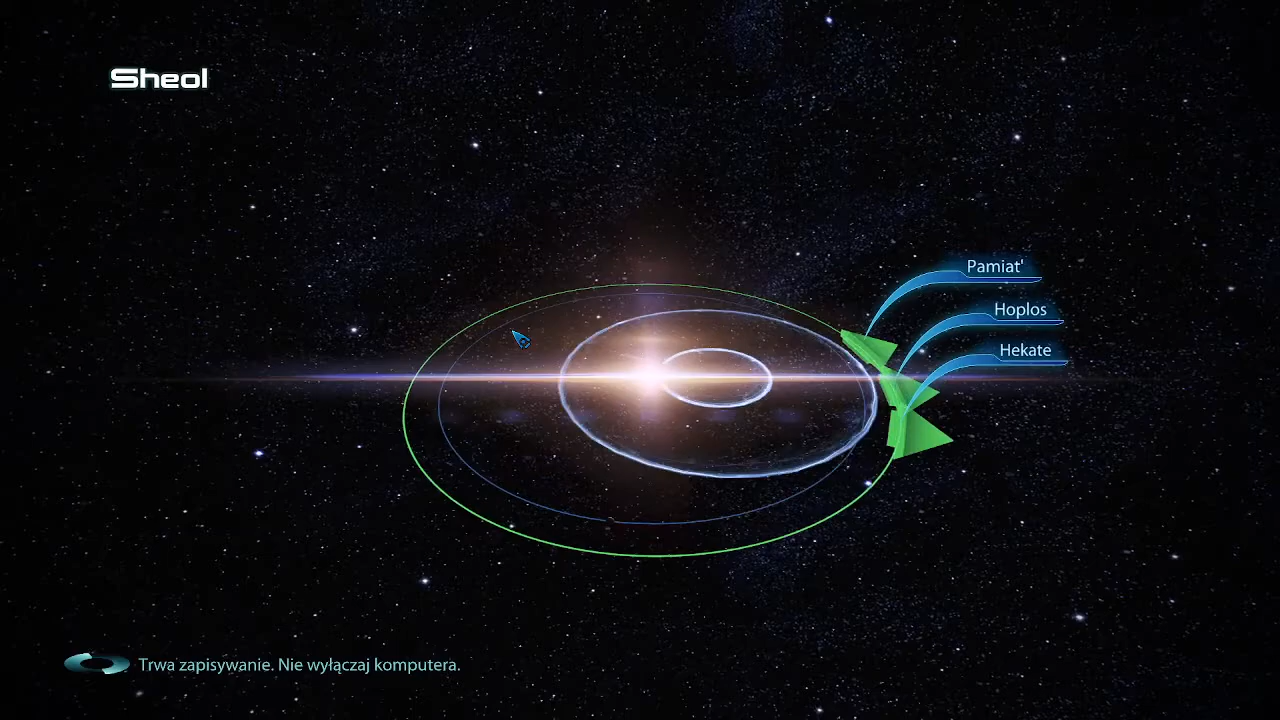 Sheol
Pamiat'
Hoplos
Hekate
Trwa zapisywanie. Nie wyłączaj komputera.